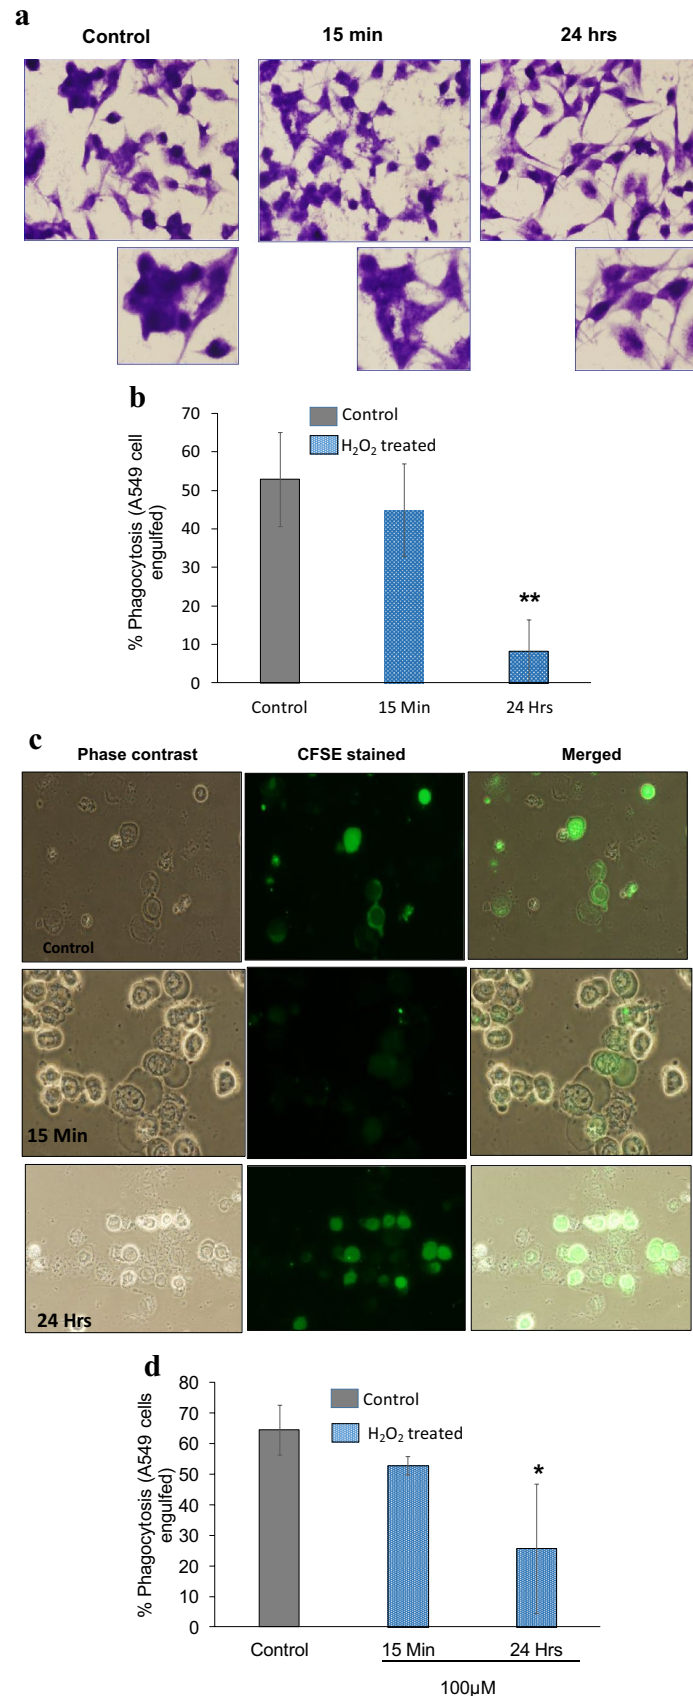 a
Control
15 min
24 hrs
b
% Phagocytosis (A549 cell
engulfed)
70
60
50
40
30
20
10
0
Control
H₂O₂ treated
**
Control
15 Min
24 Hrs
c
Phase contrast
CFSE stained
Merged
Control
15 Min
24 Hrs
d
% Phagocytosis (A549 cells
engulfed)
80
70
60
50
40
30
20
10
0
Control
H₂O₂ treated
*
Control
15 Min
24 Hrs
100µM